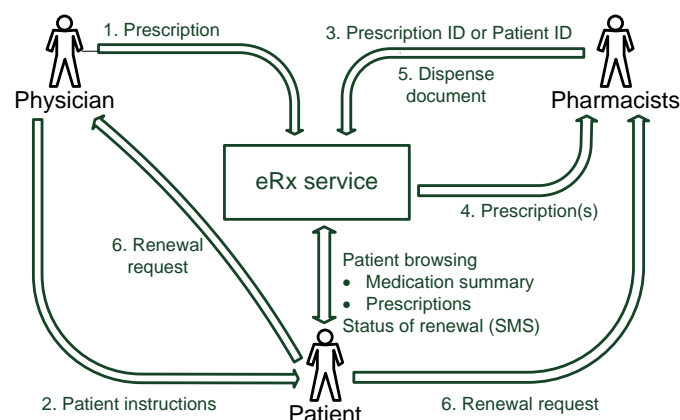 1. Prescription
3. Prescription ID or Patient ID
5. Dispense
document
Physician
Pharmacists
eRx service
4. Prescription(s)
6. Renewal
request
Patient browsing
• Medication summary
• Prescriptions
Status of renewal (SMS)
2. Patient instructions
Patient
6. Renewal request